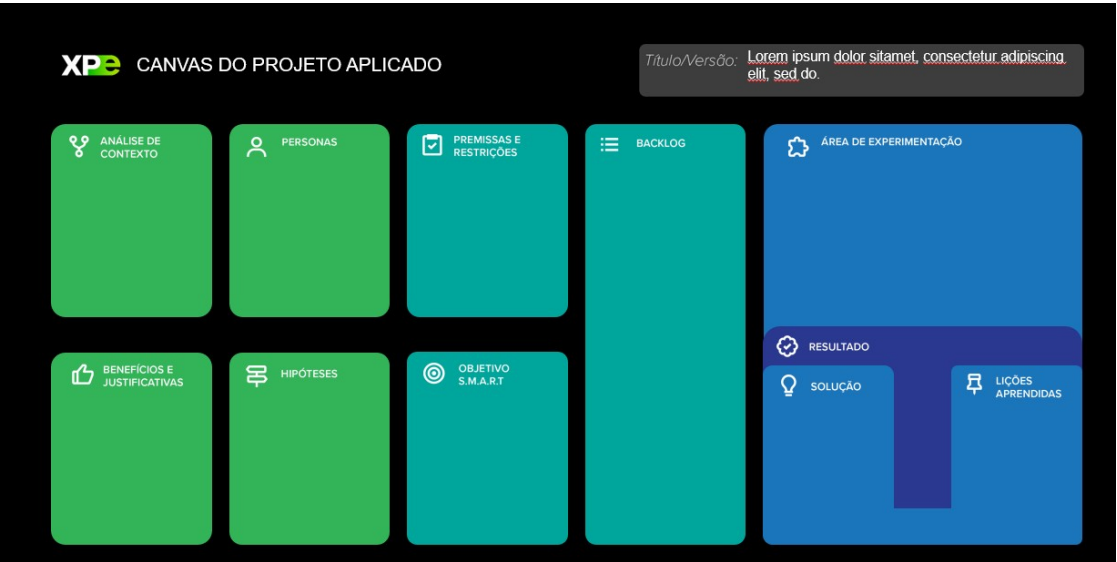 XPe CANVAS DO PROJETO APLICADO
Título/Versão: Lorem ipsum dolor sitamet, consectetur adipiscing
elit, sed do.
ANÁLISE DE
CONTEXTO
PERSONAS
PREMISSAS E
RESTRIÇÕES
BACKLOG
ÁREA DE EXPERIMENTAÇÃO
RESULTADO
BENEFÍCIOS E
JUSTIFICATIVAS
HIPÓTESES
OBJETIVO
S.M.A.R.T
SOLUÇÃO
LIÇÕES
APRENDIDAS